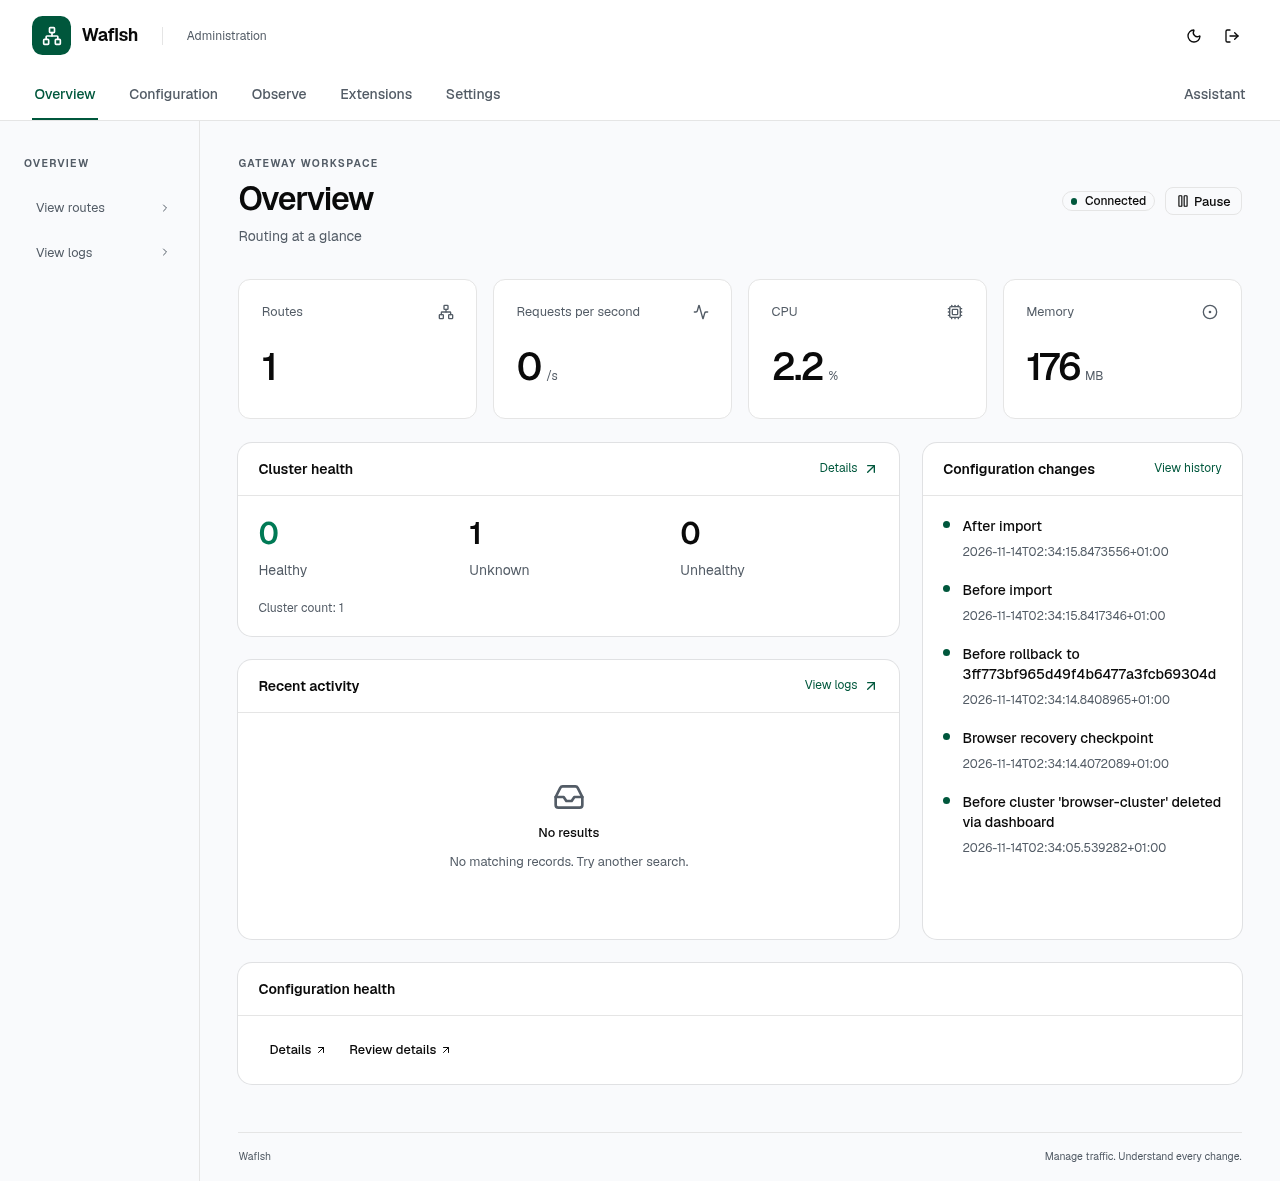 Wafish
Administration
Overview
Configuration
Observe
Extensions
Settings
Assistant
OVERVIEW
View routes
View logs
GATEWAY WORKSPACE
Overview
Routing at a glance
Connected
Pause
Routes
1
Requests per second
0 /s
CPU
2.2 %
Memory
176 MB
Cluster health
Details
0
Healthy
1
Unknown
0
Unhealthy
Cluster count: 1
Recent activity
View logs
No results
No matching records. Try another search.
Configuration changes
View history
After import
2026-11-14T02:34:15.8473556+01:00
Before import
2026-11-14T02:34:15.8417346+01:00
Before rollback to
3ff773bf965d49f4b6477a3fcb69304d
2026-11-14T02:34:14.8408965+01:00
Browser recovery checkpoint
2026-11-14T02:34:14.4072089+01:00
Before cluster 'browser-cluster' deleted
via dashboard
2026-11-14T02:34:05.539282+01:00
Configuration health
Details
Review details
Wafish
Manage traffic. Understand every change.